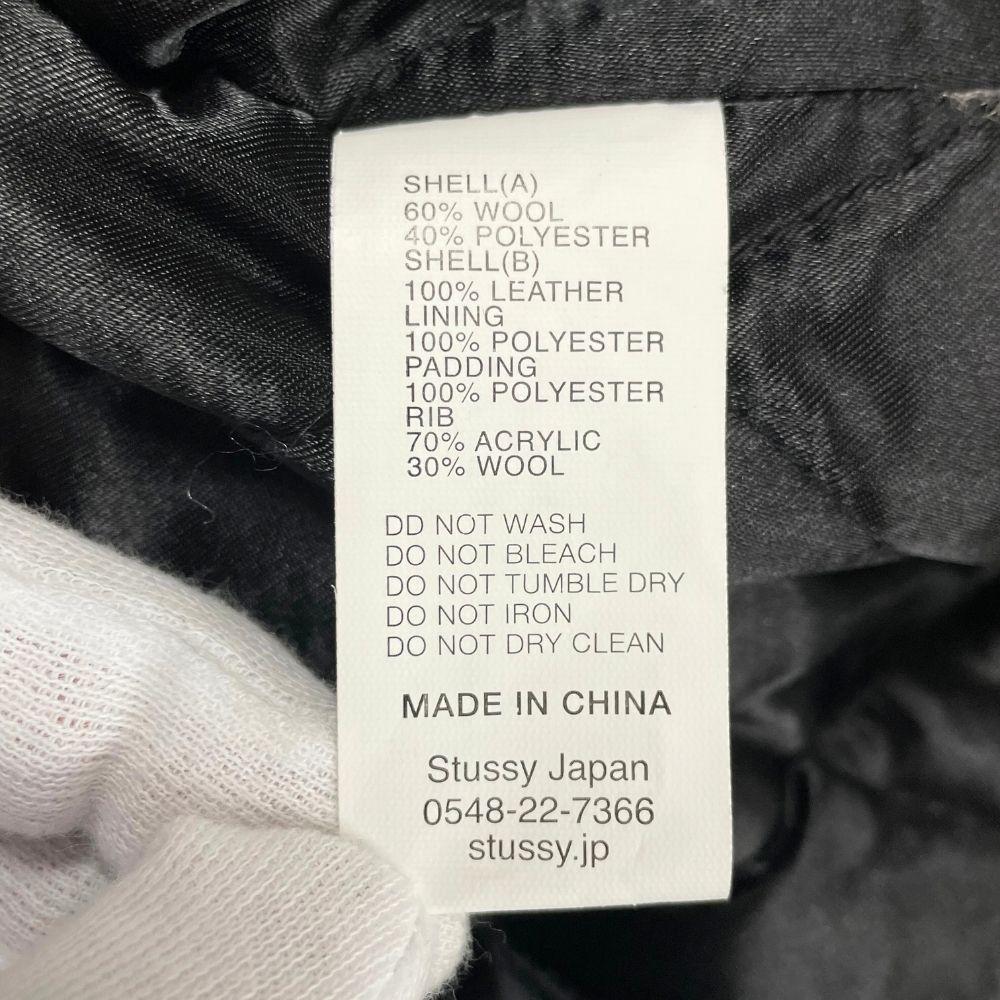 SHELL(A)
60% WOOL
40% POLYESTER
SHELL(B)
100% LEATHER
LINING
100% POLYESTER
PADDING
100% POLYESTER
RIB
70% ACRYLIC
30% WOOL
DD NOT WASH
DO NOT BLEACH
DO NOT TUMBLE DRY
DO NOT IRON
DO NOT DRY CLEAN
MADE IN CHINA
Stussy Japan
0548-22-7366
stussy.jp